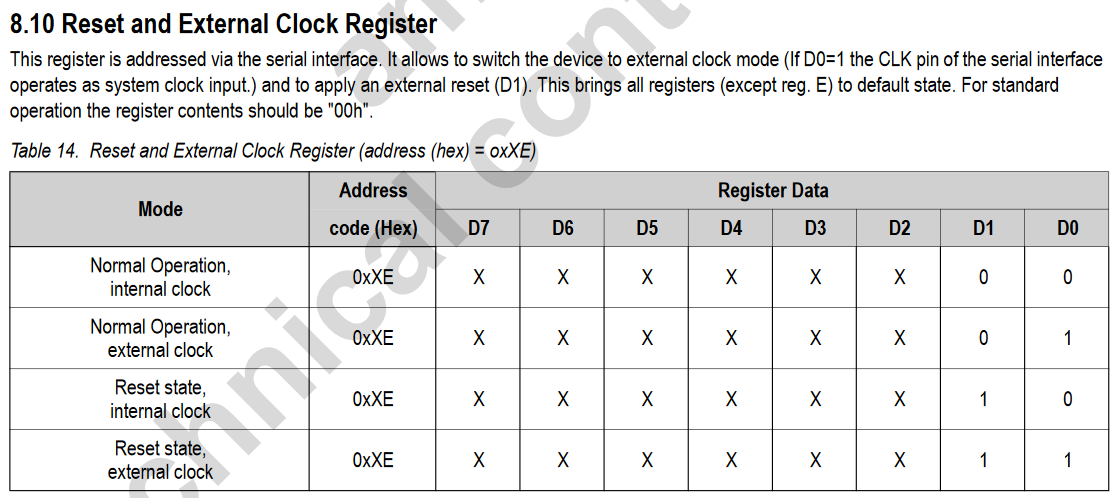 8.10 Reset and External Clock Register
This register is addressed via the serial interface. It allows to switch the device to external clock mode (If D0=1 the CLK pin of the serial interface
operates as system clock input.) and to apply an external reset (D1). This brings all registers (except reg. E) to default state. For standard
operation the register contents should be "00h".
Table 14. Reset and External Clock Register (address (hex) = oxXE)
Mode Address code (Hex) Register Data
D7 D6 D5 D4 D3 D2 D1 D0
Normal Operation, internal clock 0xXE X X X X X X 0 0
Normal Operation, external clock 0xXE X X X X X X 0 1
Reset state, internal clock 0xXE X X X X X X 1 0
Reset state, external clock 0xXE X X X X X X 1 1